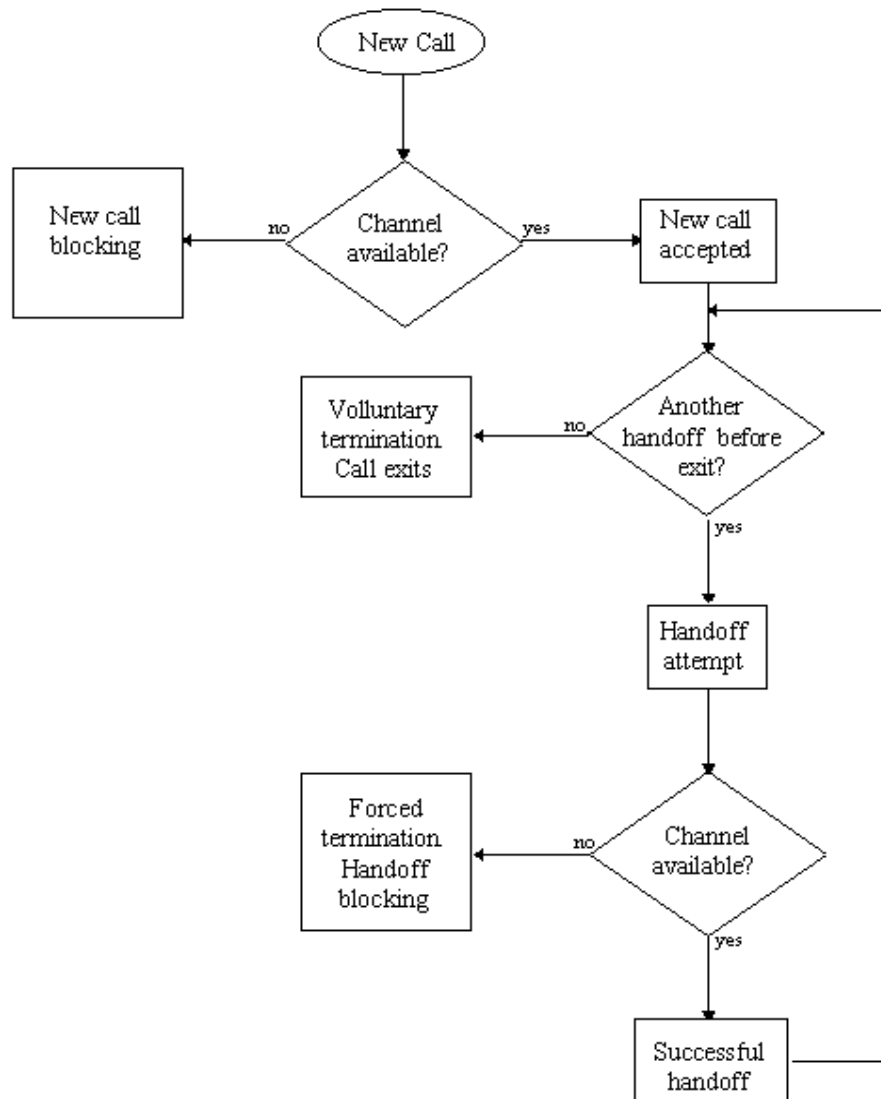 New Call
Channel
available?
no
yes
New call
blocking
New call
accepted
Another
handoff before
exit?
no
yes
Volluntary
termination.
Call exits
Handoff
attempt
Channel
available?
no
yes
Forced
termination.
Handoff
blocking
Successful
handoff